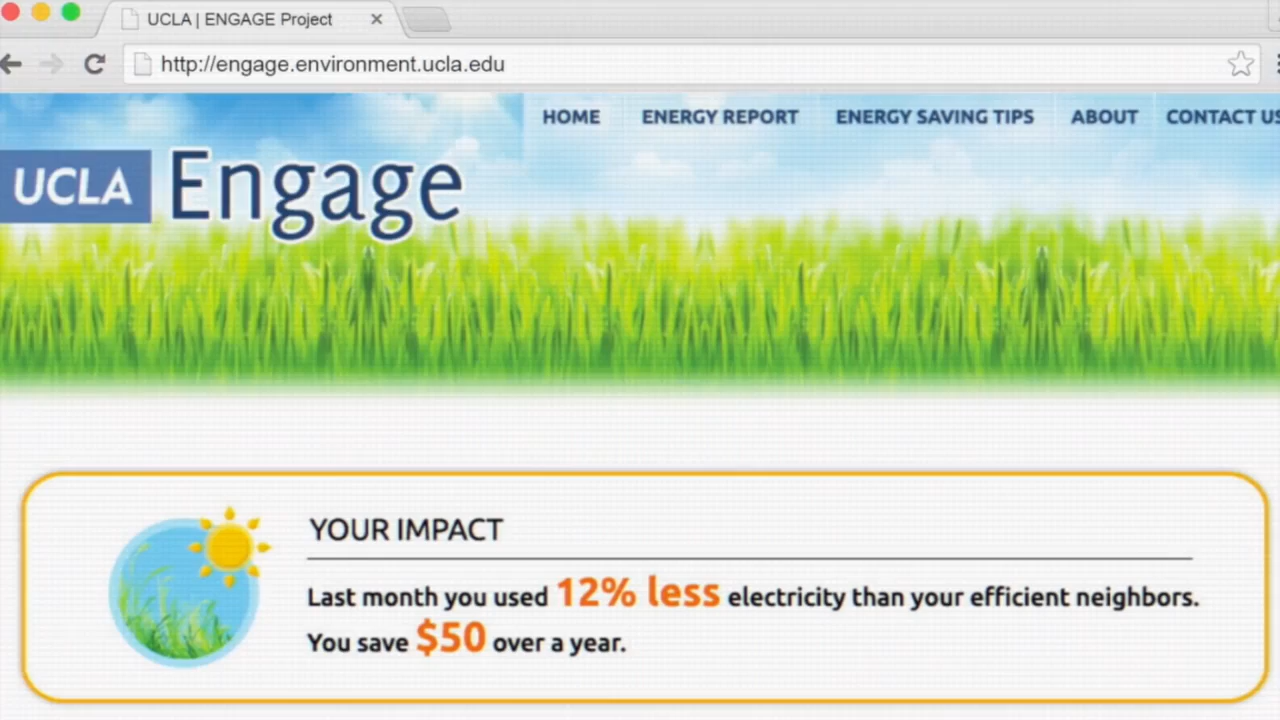 UCLA | ENGAGE Project
http://engage.environment.ucla.edu
HOME ENERGY REPORT ENERGY SAVING TIPS ABOUT CONTACT US
UCLA Engage
YOUR IMPACT
Last month you used 12% less electricity than your efficient neighbors.
You save $50 over a year.